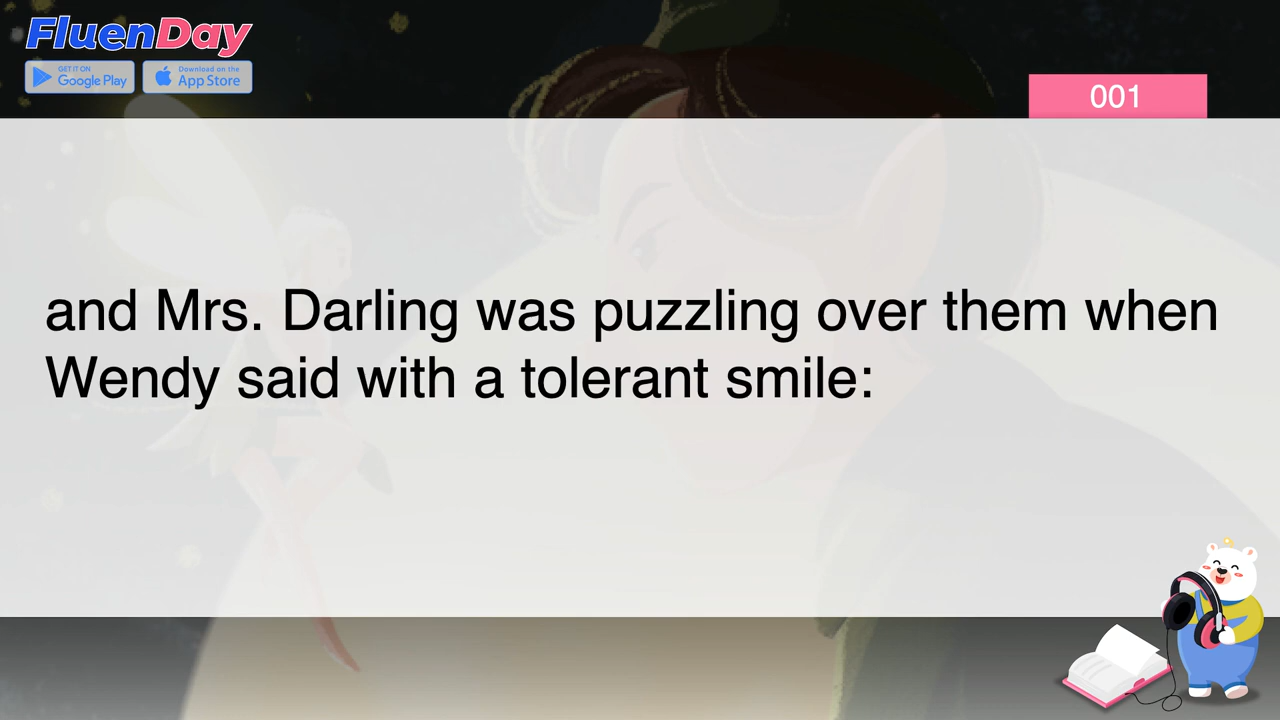 FluenDay
GET IT ON
Google Play
Download on the
App Store
001
and Mrs. Darling was puzzling over them when
Wendy said with a tolerant smile: